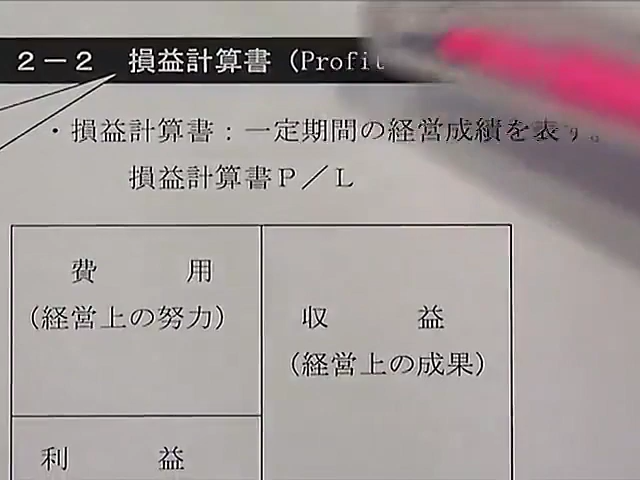 2－2 損益計算書（Profit
・損益計算書：一定期間の経営成績を表す。
損益計算書Ｐ／Ｌ
費 用
（経営上の努力）
収 益
（経営上の成果）
利 益